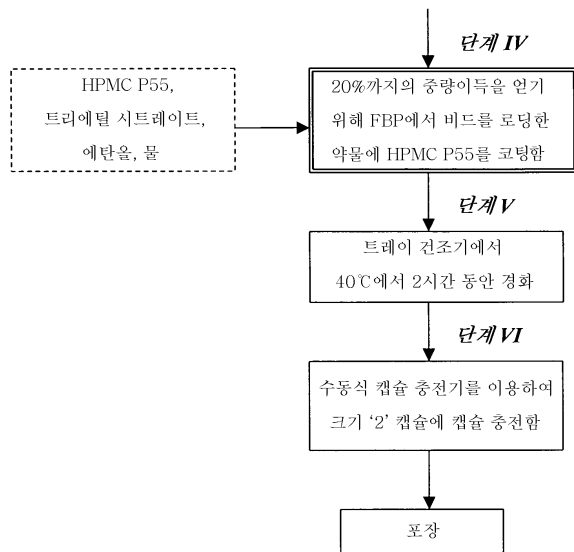 단계 IV
HPMC P55,
트리에틸 시트레이트,
에탄올, 물
20%까지의 중량이득을 얻기
위해 FBP에서 비드를 로딩한
약물에 HPMC P55를 코팅함
단계 V
트레이 건조기에서
40℃에서 2시간 동안 경화
단계 VI
수동식 캡슐 충전기를 이용하여
크기 ‘2’ 캡슐에 캡슐 충전함
포장